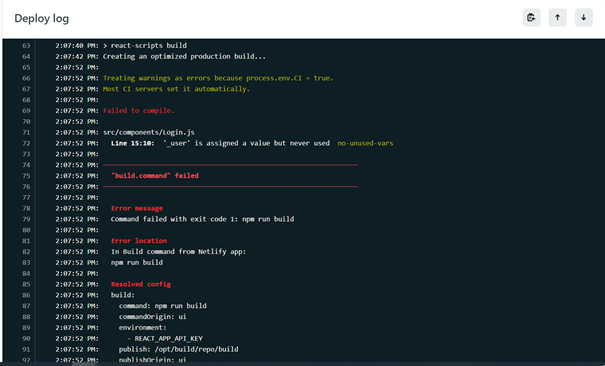 Deploy log
63 2:07:40 PM: > react-scripts build
64 2:07:42 PM: Creating an optimized production build...
65 2:07:52 PM:
66 2:07:52 PM: Treating warnings as errors because process.env.CI = true.
67 2:07:52 PM: Most CI servers set it automatically.
68 2:07:52 PM:
69 2:07:52 PM: Failed to compile.
70 2:07:52 PM:
71 2:07:52 PM: src/components/Login.js
72 2:07:52 PM: Line 15:10: '_user' is assigned a value but never used no-unused-vars
73 2:07:52 PM:
74 2:07:52 PM:
75 2:07:52 PM: "build.command" failed
76 2:07:52 PM:
77 2:07:52 PM:
78 2:07:52 PM: Error message
79 2:07:52 PM: Command failed with exit code 1: npm run build
80 2:07:52 PM:
81 2:07:52 PM: Error location
82 2:07:52 PM: In Build command from Netlify app:
83 2:07:52 PM: npm run build
84 2:07:52 PM:
85 2:07:52 PM: Resolved config
86 2:07:52 PM: build:
87 2:07:52 PM: command: npm run build
88 2:07:52 PM: commandOrigin: ui
89 2:07:52 PM: environment:
90 2:07:52 PM: - REACT_APP_API_KEY
91 2:07:52 PM: publish: /opt/build/repo/build
92 2:07:52 PM: publishOrigin: ui